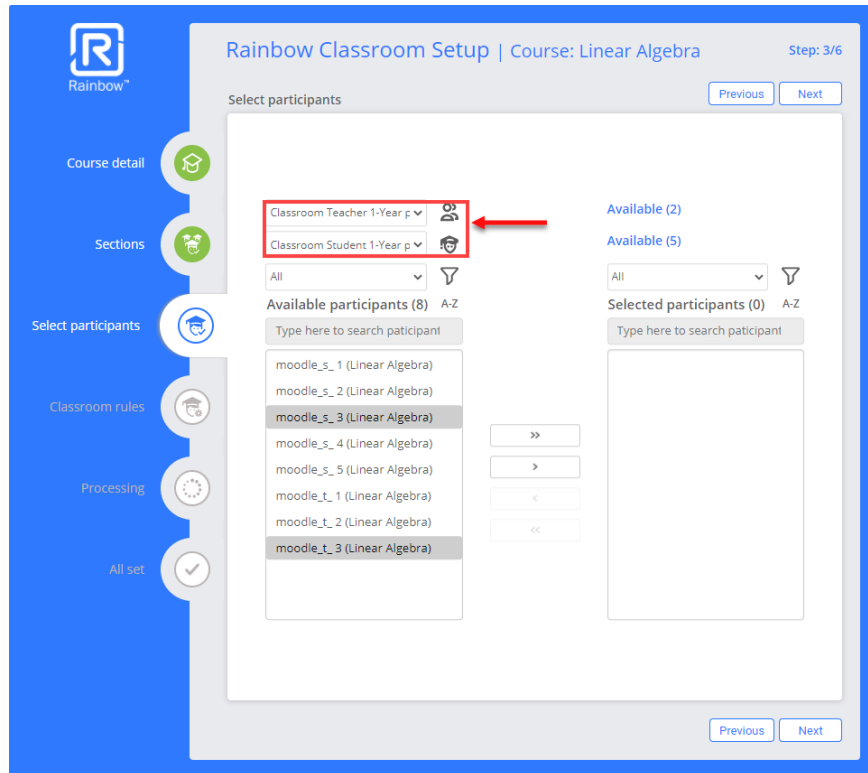 Rainbow™
Rainbow Classroom Setup | Course: Linear Algebra
Step: 3/6
Select participants
Previous
Next
Course detail
Sections
Select participants
Classroom rules
Processing
All set
Classroom Teacher 1-Year p
Available (2)
Classroom Student 1-Year p
Available (5)
All
All
Available participants (8) A-Z
Selected participants (0) A-Z
Type here to search paticipant
Type here to search paticipant
moodle_s_ 1 (Linear Algebra)
moodle_s_ 2 (Linear Algebra)
moodle_s_ 3 (Linear Algebra)
moodle_s_ 4 (Linear Algebra)
moodle_s_ 5 (Linear Algebra)
moodle_t_ 1 (Linear Algebra)
moodle_t_ 2 (Linear Algebra)
moodle_t_ 3 (Linear Algebra)
»
›
‹
«
Previous
Next